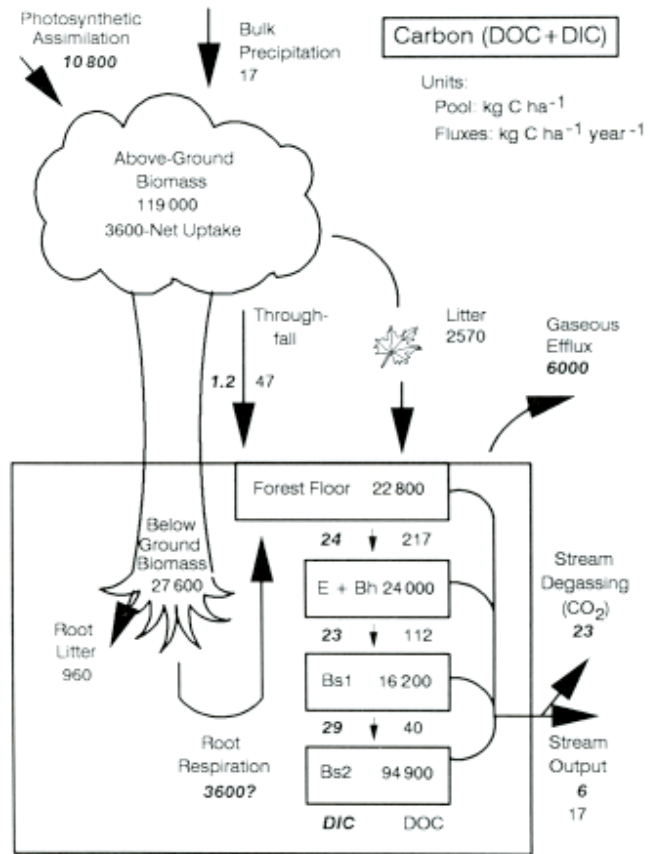 Photosynthetic
Assimilation
10 800
Bulk
Precipitation
17
Carbon (DOC+DIC)
Units:
Pool: kg C ha⁻¹
Fluxes: kg C ha⁻¹ year⁻¹
Above-Ground
Biomass
119 000
3600-Net Uptake
Through-
fall
1.2 47
Litter
2570
Gaseous
Efflux
6000
Forest Floor 22 800
24 217
E + Bh 24 000
23 112
Bs1 16 200
29 40
Bs2 94 900
DIC DOC
Below
Ground
Biomass
27 600
Root
Litter
960
Root
Respiration
3600?
Stream
Degassing
(CO₂)
23
Stream
Output
6
17